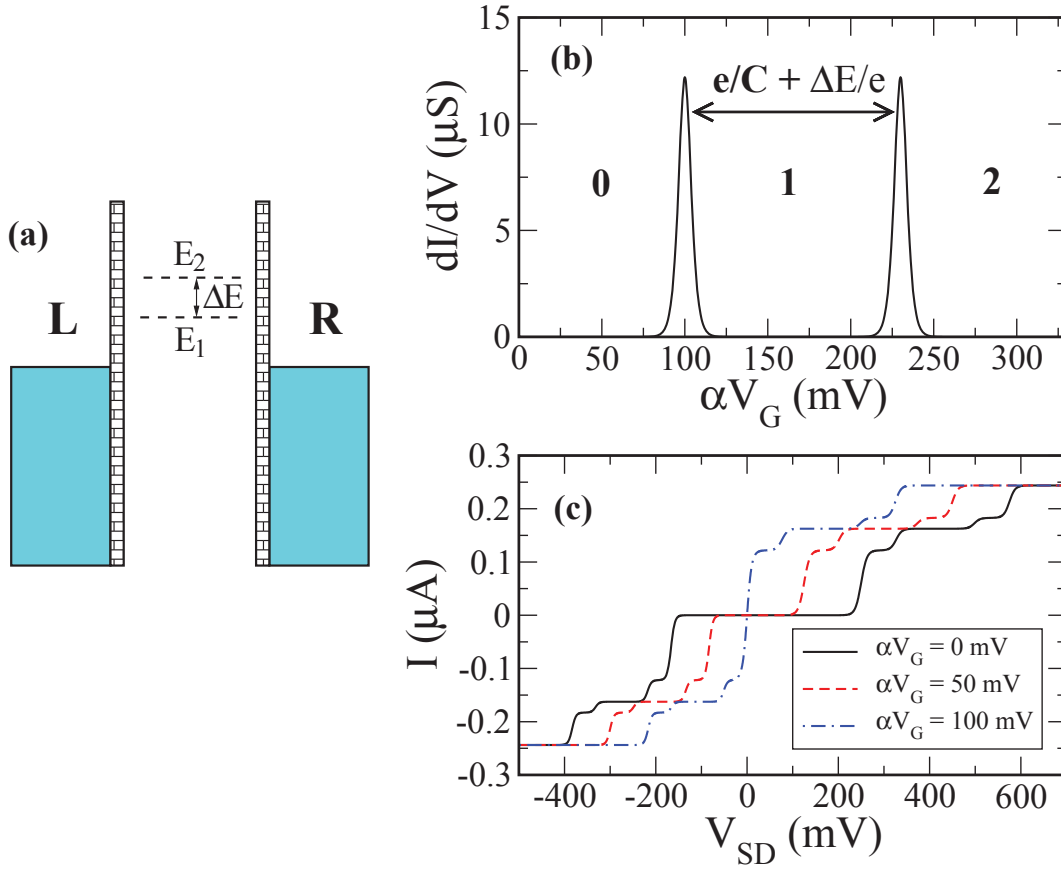 (a)
L
R
E2
ΔE
E1
(b)
dI/dV (μS)
15
10
5
0
e/C + ΔE/e
0
1
2
0
50
100
150
200
250
300
αVG (mV)
(c)
I (μA)
0.3
0.2
0.1
0
-0.1
-0.2
-0.3
αVG = 0 mV
αVG = 50 mV
αVG = 100 mV
-400
-200
0
200
400
600
VSD (mV)